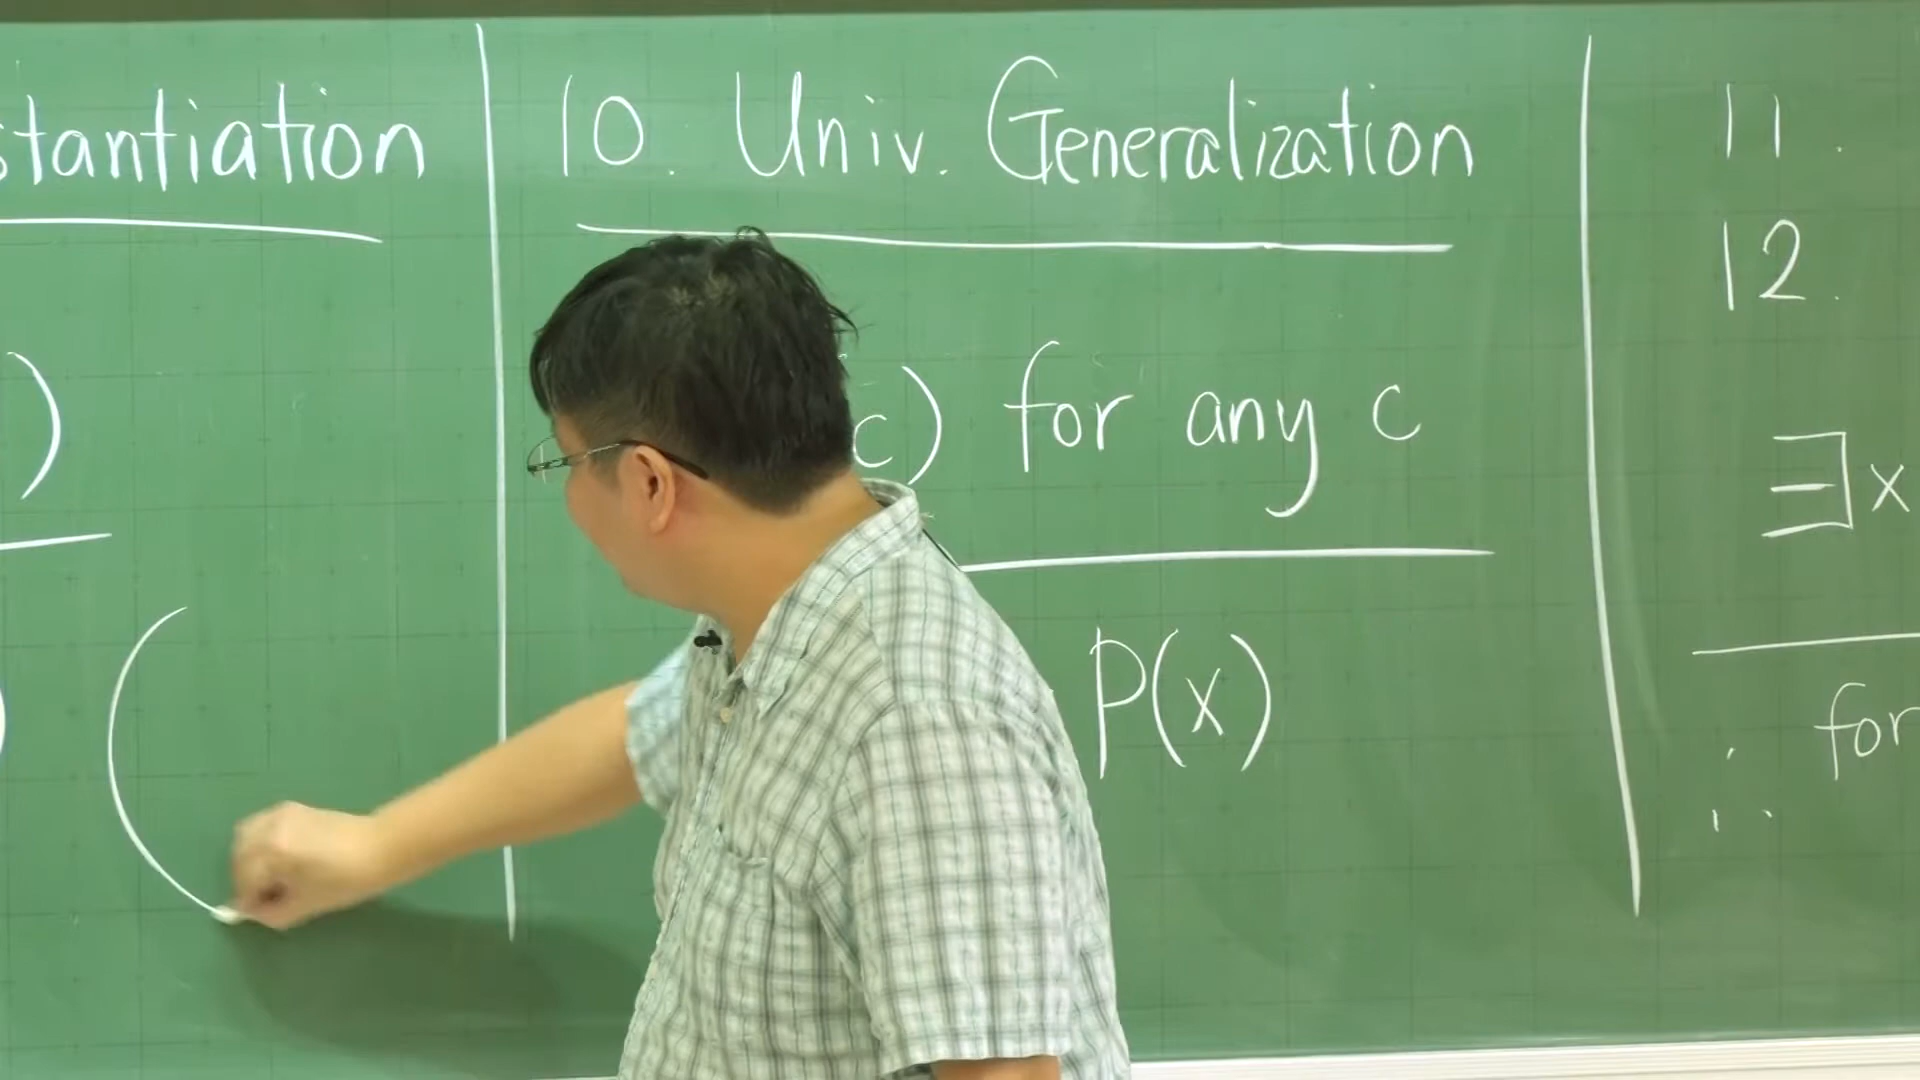 stantiation
)
(
10. Univ. Generalization
c) for any c
P(x)
11.
12.
∃x
∴ for